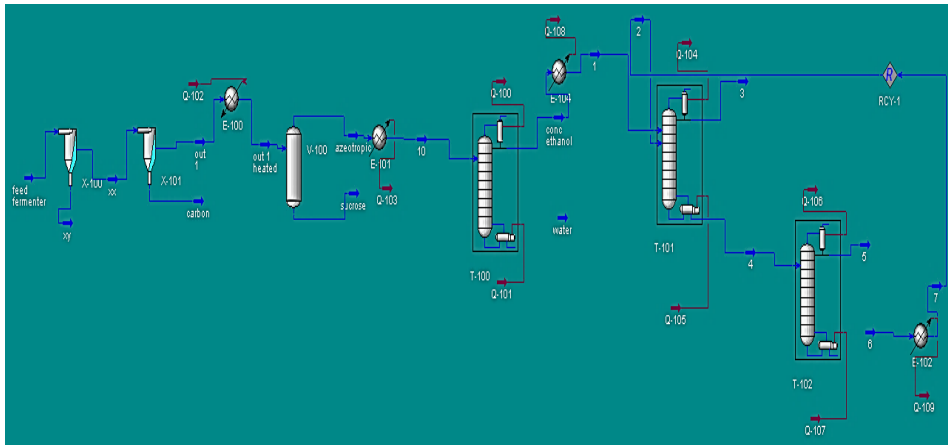 feed
fermenter
xy
X-100
xx
X-101
carbon
out
1
Q-102
E-100
out 1
heated
V-100
azeotropic
sucrose
E-101
Q-103
10
Q-100
T-100
Q-101
conc
ethanol
water
Q-108
E-104
1
2
Q-104
3
T-101
Q-105
4
Q-106
5
T-102
Q-107
6
E-102
Q-109
7
R
RCY-1